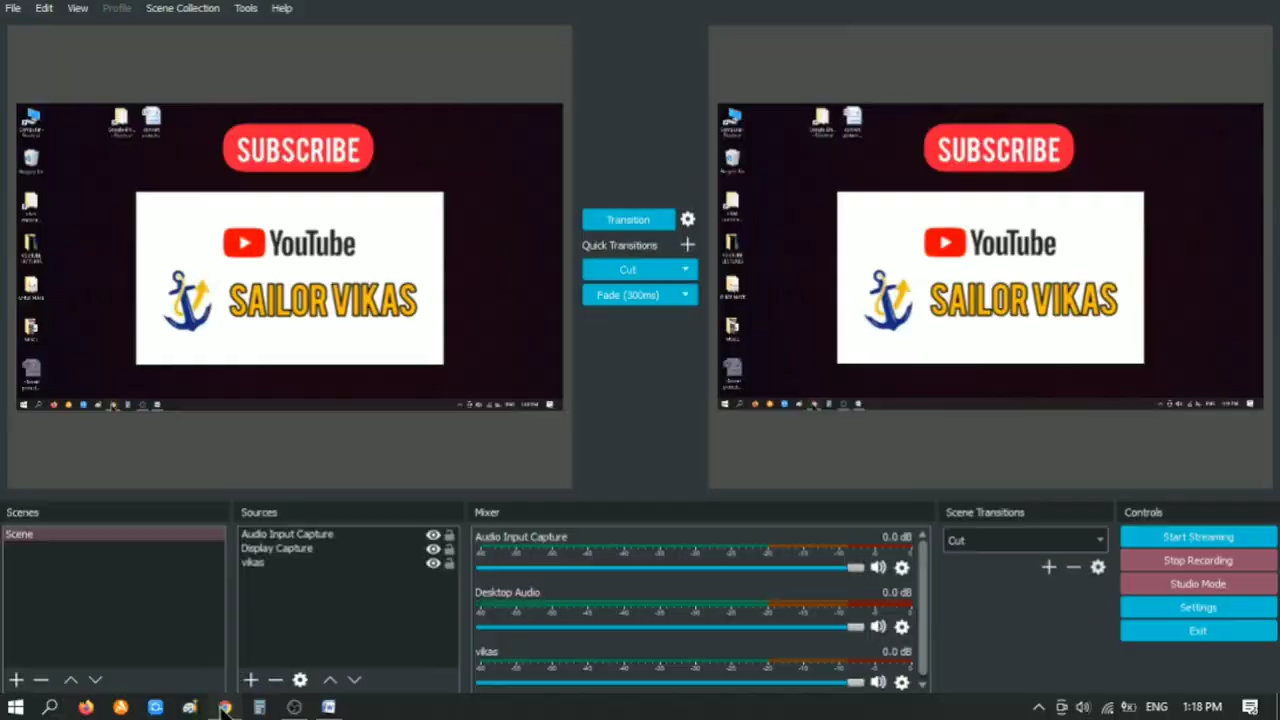 File Edit View Profile Scene Collection Tools Help
SUBSCRIBE
YouTube
SAILOR VIKAS
Transition
Quick Transitions
Cut
Fade (300ms)
SUBSCRIBE
YouTube
SAILOR VIKAS
Scenes
Scene
Sources
Audio Input Capture
Display Capture
vikas
Mixer
Audio Input Capture 0.0 dB
Desktop Audio 0.0 dB
vikas 0.0 dB
Scene Transitions
Cut
Controls
Start Streaming
Stop Recording
Studio Mode
Settings
Exit
ENG 1:18 PM